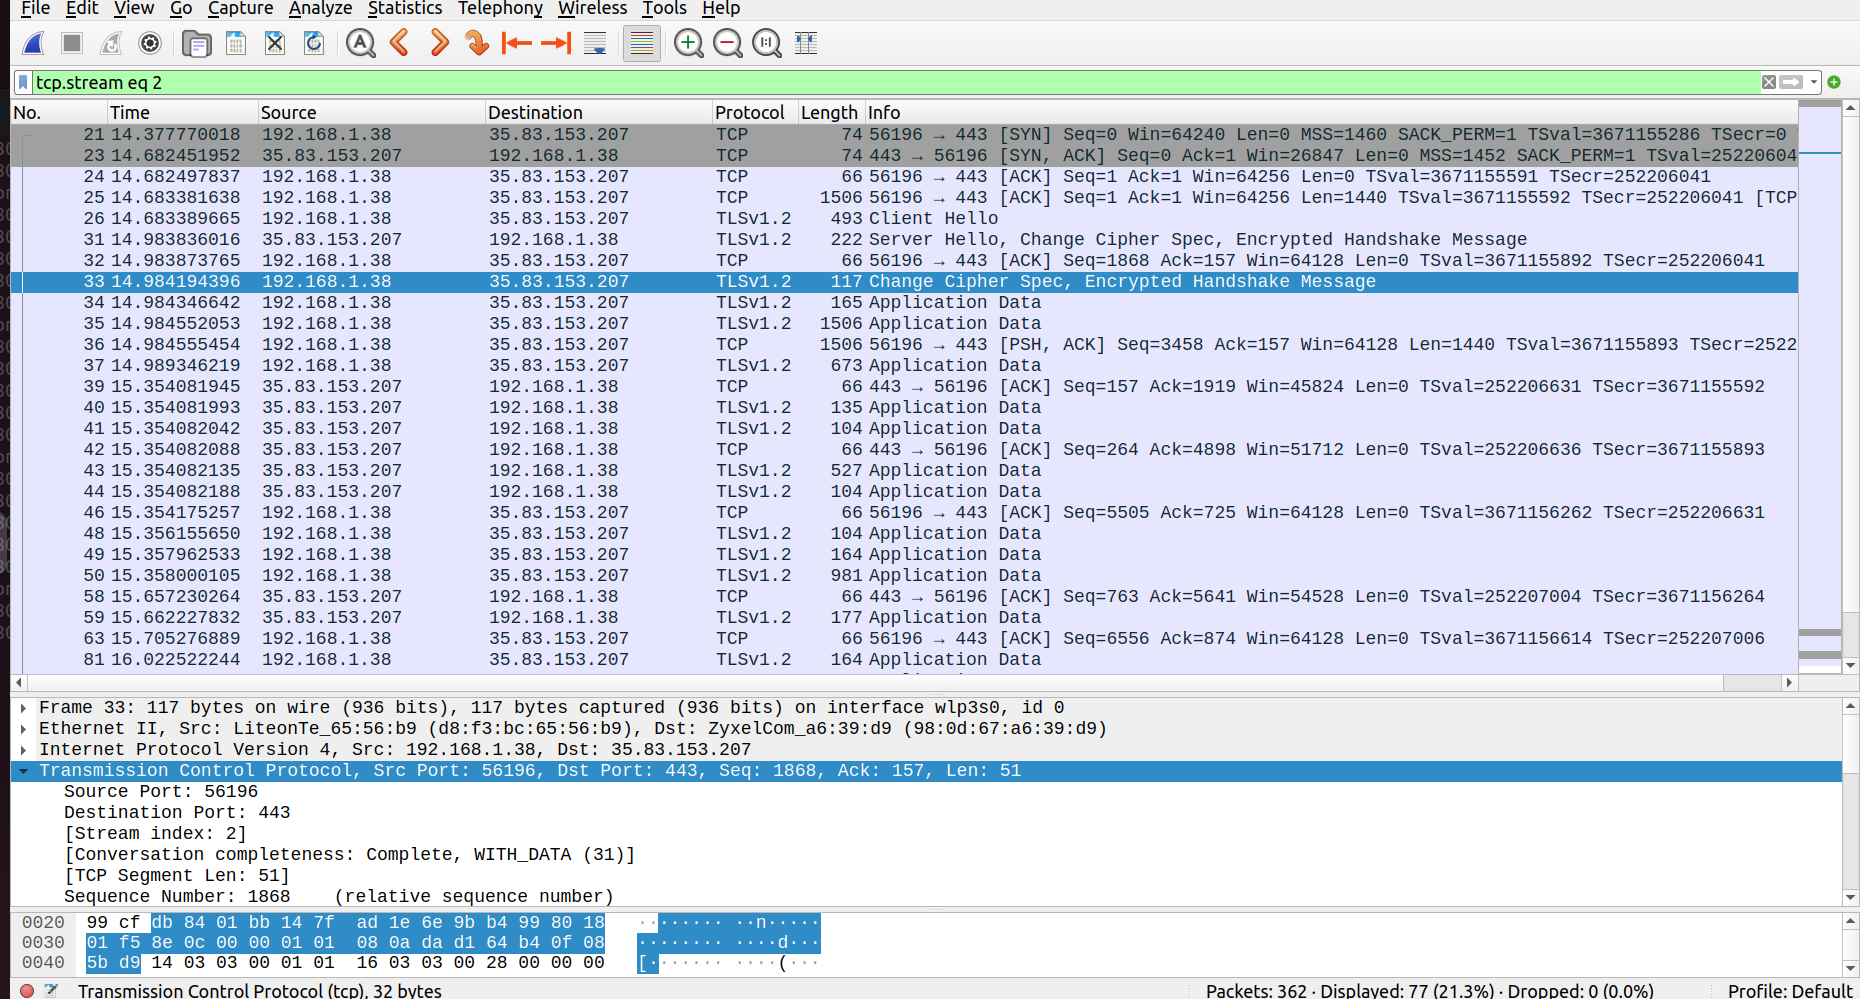 File Edit View Go Capture Analyze Statistics Telephony Wireless Tools Help
tcp.stream eq 2
No. Time Source Destination Protocol Length Info
21 14.377770018 192.168.1.38 35.83.153.207 TCP 74 56196 → 443 [SYN] Seq=0 Win=64240 Len=0 MSS=1460 SACK_PERM=1 TSval=3671155286 TSecr=0
23 14.682451952 35.83.153.207 192.168.1.38 TCP 74 443 → 56196 [SYN, ACK] Seq=0 Ack=1 Win=26847 Len=0 MSS=1452 SACK_PERM=1 TSval=25220604
24 14.682497837 192.168.1.38 35.83.153.207 TCP 66 56196 → 443 [ACK] Seq=1 Ack=1 Win=64256 Len=0 TSval=3671155591 TSecr=252206041
25 14.683381638 192.168.1.38 35.83.153.207 TCP 1506 56196 → 443 [ACK] Seq=1 Ack=1 Win=64256 Len=1440 TSval=3671155592 TSecr=252206041 [TCP
26 14.683389665 192.168.1.38 35.83.153.207 TLSv1.2 493 Client Hello
31 14.983836016 35.83.153.207 192.168.1.38 TLSv1.2 222 Server Hello, Change Cipher Spec, Encrypted Handshake Message
32 14.983873765 192.168.1.38 35.83.153.207 TCP 66 56196 → 443 [ACK] Seq=1868 Ack=157 Win=64128 Len=0 TSval=3671155892 TSecr=252206041
33 14.984194396 192.168.1.38 35.83.153.207 TLSv1.2 117 Change Cipher Spec, Encrypted Handshake Message
34 14.984346642 192.168.1.38 35.83.153.207 TLSv1.2 165 Application Data
35 14.984552053 192.168.1.38 35.83.153.207 TLSv1.2 1506 Application Data
36 14.984555454 192.168.1.38 35.83.153.207 TCP 1506 56196 → 443 [PSH, ACK] Seq=3458 Ack=157 Win=64128 Len=1440 TSval=3671155893 TSecr=2522
37 14.989346219 192.168.1.38 35.83.153.207 TLSv1.2 673 Application Data
39 15.354081945 35.83.153.207 192.168.1.38 TCP 66 443 → 56196 [ACK] Seq=157 Ack=1919 Win=45824 Len=0 TSval=252206631 TSecr=3671155592
40 15.354081993 35.83.153.207 192.168.1.38 TLSv1.2 135 Application Data
41 15.354082042 35.83.153.207 192.168.1.38 TLSv1.2 104 Application Data
42 15.354082088 35.83.153.207 192.168.1.38 TCP 66 443 → 56196 [ACK] Seq=264 Ack=4898 Win=51712 Len=0 TSval=252206636 TSecr=3671155893
43 15.354082135 35.83.153.207 192.168.1.38 TLSv1.2 527 Application Data
44 15.354082188 35.83.153.207 192.168.1.38 TLSv1.2 104 Application Data
46 15.354175257 192.168.1.38 35.83.153.207 TCP 66 56196 → 443 [ACK] Seq=5505 Ack=725 Win=64128 Len=0 TSval=3671156262 TSecr=252206631
48 15.356155650 192.168.1.38 35.83.153.207 TLSv1.2 104 Application Data
49 15.357962533 192.168.1.38 35.83.153.207 TLSv1.2 164 Application Data
50 15.358000105 192.168.1.38 35.83.153.207 TLSv1.2 981 Application Data
58 15.657230264 35.83.153.207 192.168.1.38 TCP 66 443 → 56196 [ACK] Seq=763 Ack=5641 Win=54528 Len=0 TSval=252207004 TSecr=3671156264
59 15.662227832 35.83.153.207 192.168.1.38 TLSv1.2 177 Application Data
63 15.705276889 192.168.1.38 35.83.153.207 TCP 66 56196 → 443 [ACK] Seq=6556 Ack=874 Win=64128 Len=0 TSval=3671156614 TSecr=252207006
81 16.022522244 192.168.1.38 35.83.153.207 TLSv1.2 164 Application Data
Frame 33: 117 bytes on wire (936 bits), 117 bytes captured (936 bits) on interface wlp3s0, id 0
Ethernet II, Src: LiteonTe_65:56:b9 (d8:f3:bc:65:56:b9), Dst: ZyxelCom_a6:39:d9 (98:0d:67:a6:39:d9)
Internet Protocol Version 4, Src: 192.168.1.38, Dst: 35.83.153.207
Transmission Control Protocol, Src Port: 56196, Dst Port: 443, Seq: 1868, Ack: 157, Len: 51
Source Port: 56196
Destination Port: 443
[Stream index: 2]
[Conversation completeness: Complete, WITH_DATA (31)]
[TCP Segment Len: 51]
Sequence Number: 1868 (relative sequence number)
0020 99 cf db 84 01 bb 14 7f ad 1e 6e 9b b4 99 80 18 ········ ··n·····
0030 01 f5 8e 0c 00 00 01 01 08 0a da d1 64 b4 0f 08 ········ ····d···
0040 5b d9 14 03 03 00 01 01 16 03 03 00 28 00 00 00 [······· ····(···
Transmission Control Protocol (tcp), 32 bytes Packets: 362 · Displayed: 77 (21.3%) · Dropped: 0 (0.0%) Profile: Default